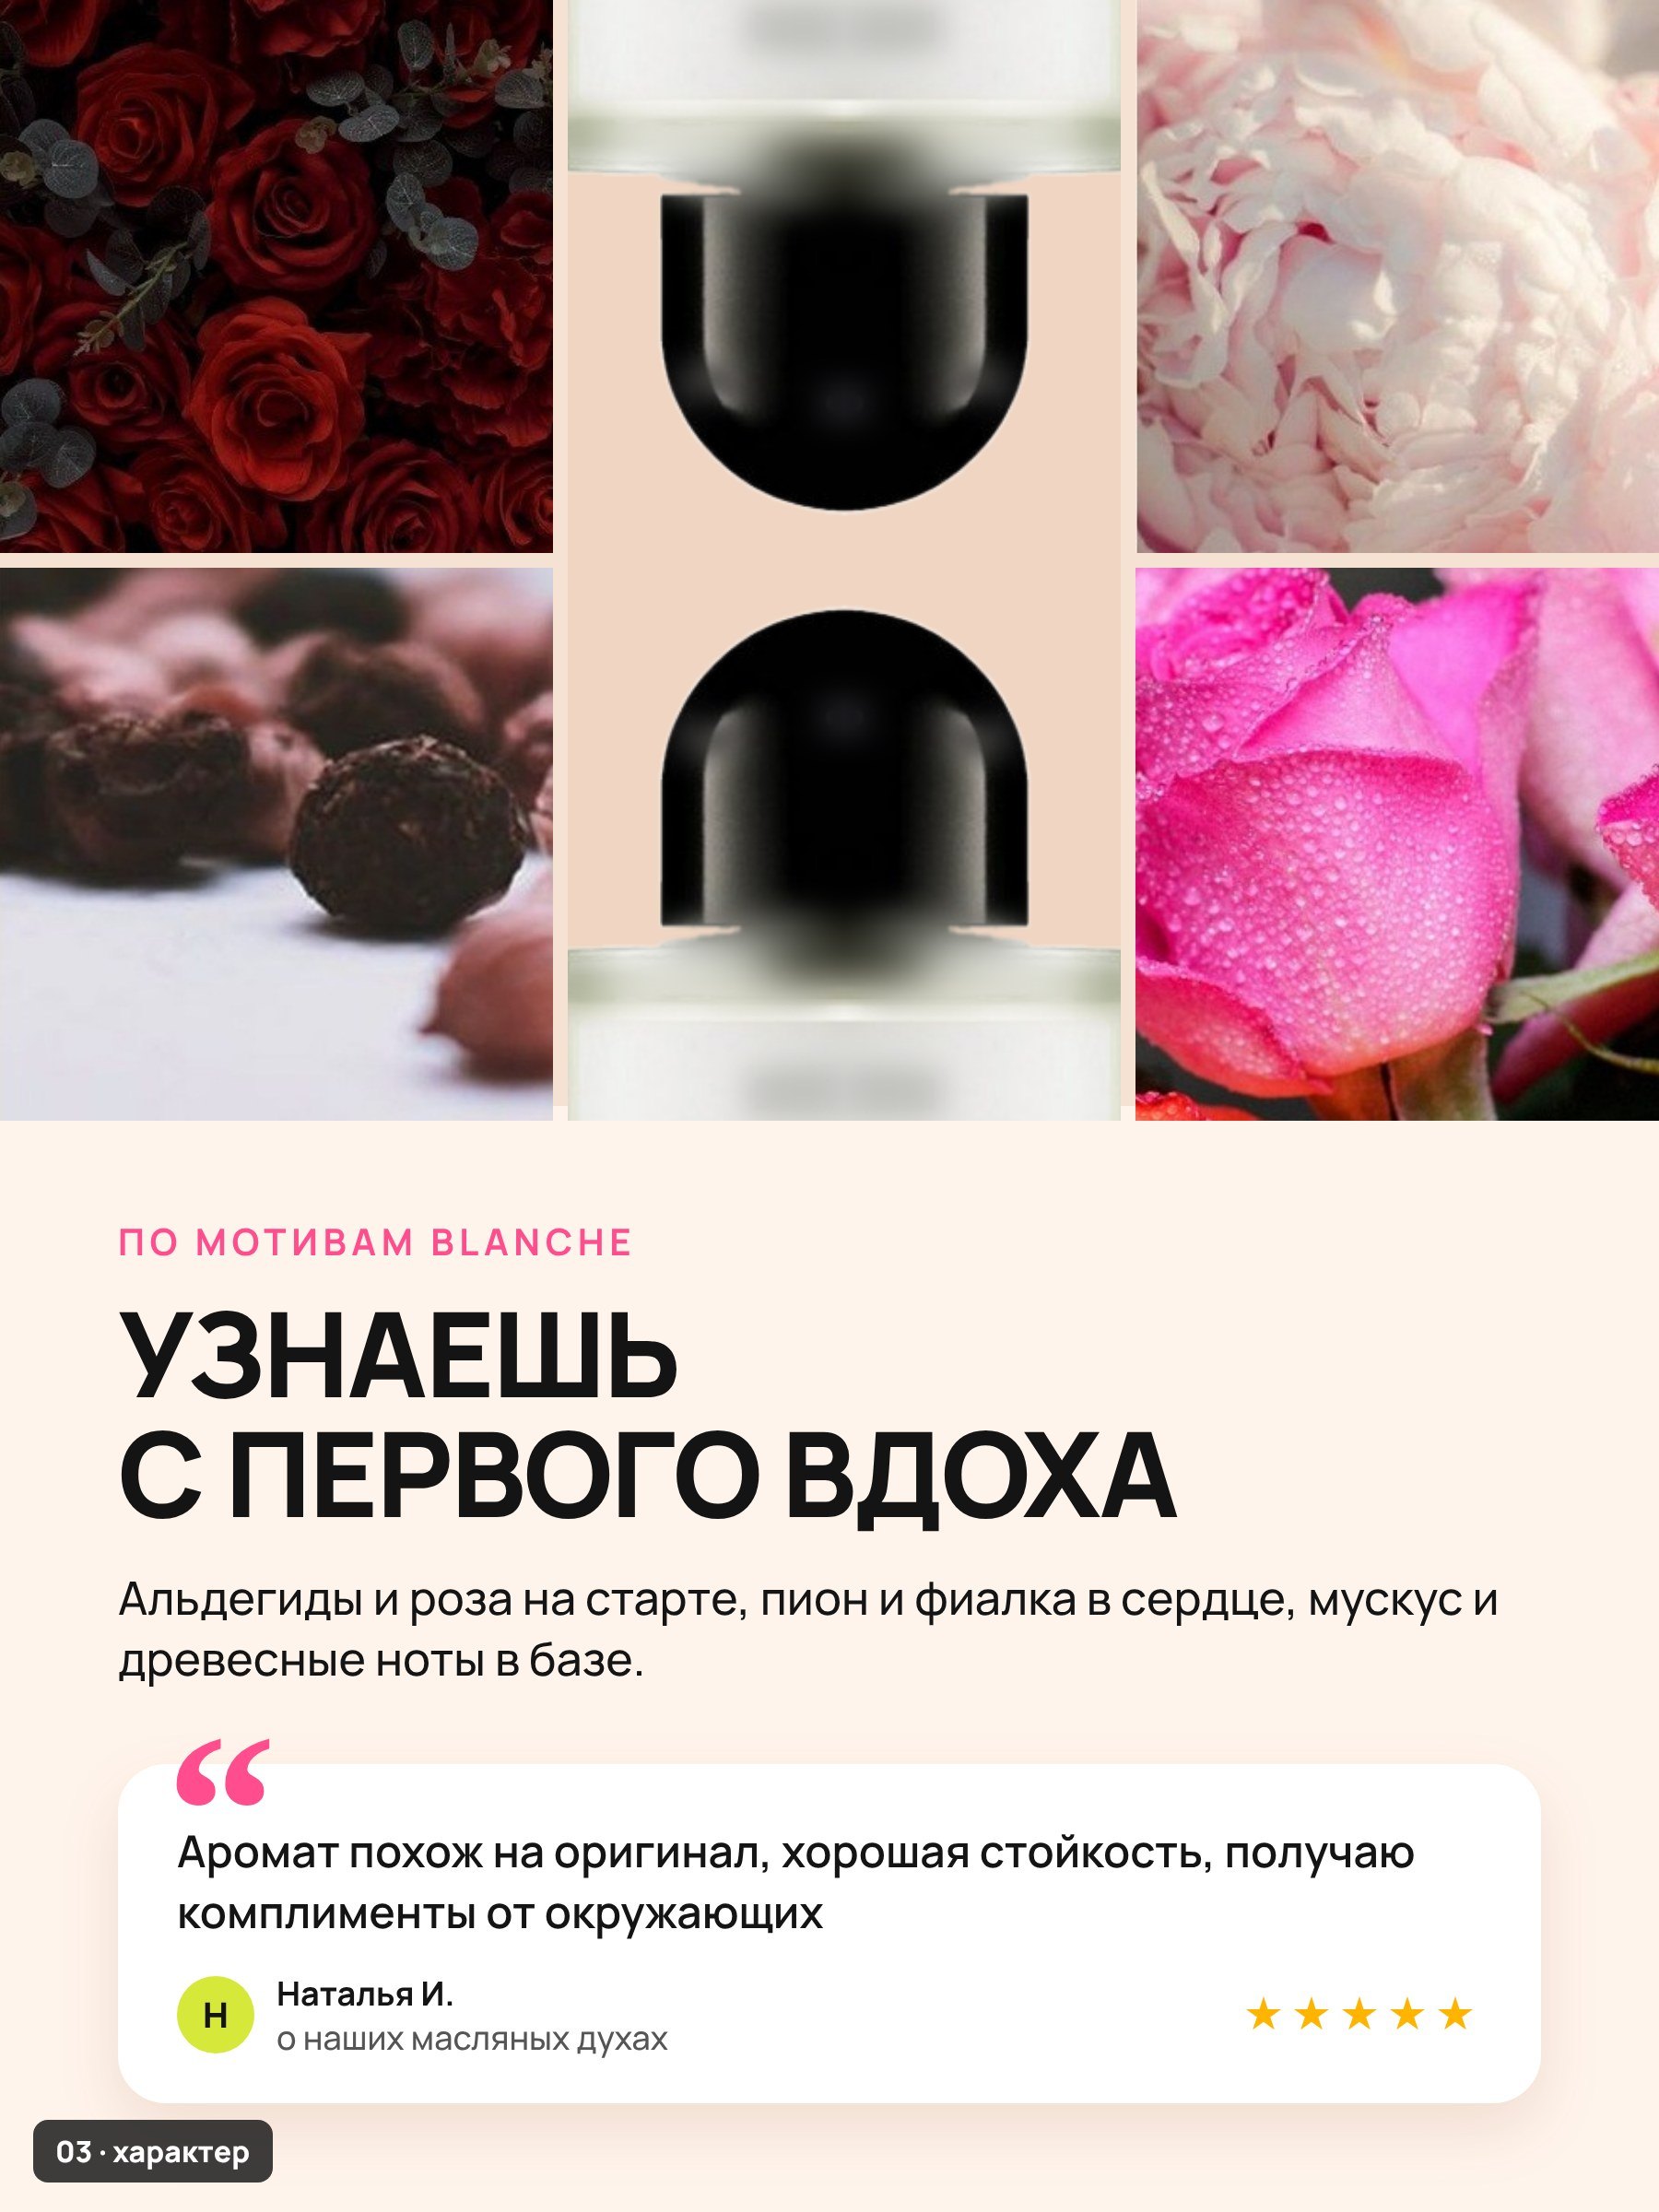 ПО МОТИВАМ BLANCHE
УЗНАЕШЬ
С ПЕРВОГО ВДОХА
Альдегиды и роза на старте, пион и фиалка в сердце, мускус и
древесные ноты в базе.
“
Аромат похож на оригинал, хорошая стойкость, получаю
комплименты от окружающих
Н
Наталья И.
о наших масляных духах
★★★★★
03 · характер